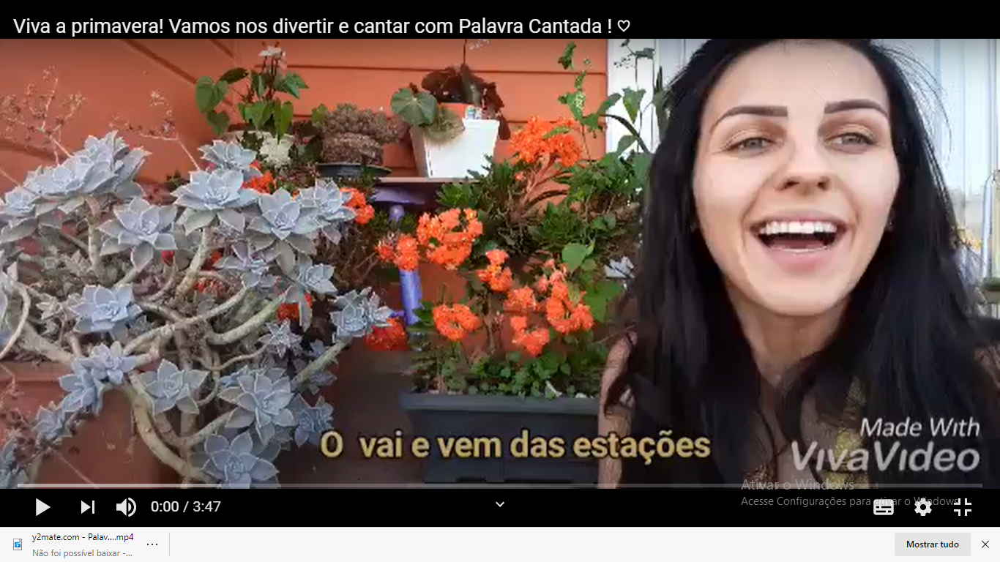 Viva a primavera! Vamos nos divertir e cantar com Palavra Cantada ! ♡
O vai e vem das estações
Made With
VivaVideo
Ativar o Windows
Acesse Configurações para ativar o Windows.
0:00 / 3:47
y2mate.com - Palav....mp4
Não foi possível baixar -...
Mostrar tudo